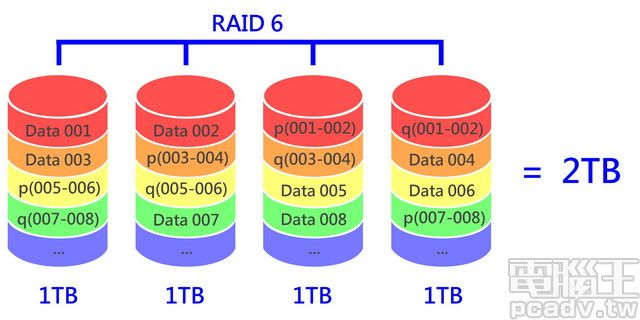 RAID 6
Data 001
Data 003
p(005-006)
q(007-008)
...
1TB
Data 002
p(003-004)
q(005-006)
Data 007
...
1TB
p(001-002)
q(003-004)
Data 005
Data 008
...
1TB
q(001-002)
Data 004
Data 006
p(007-008)
...
1TB
= 2TB
電腦王
pcadv.tw